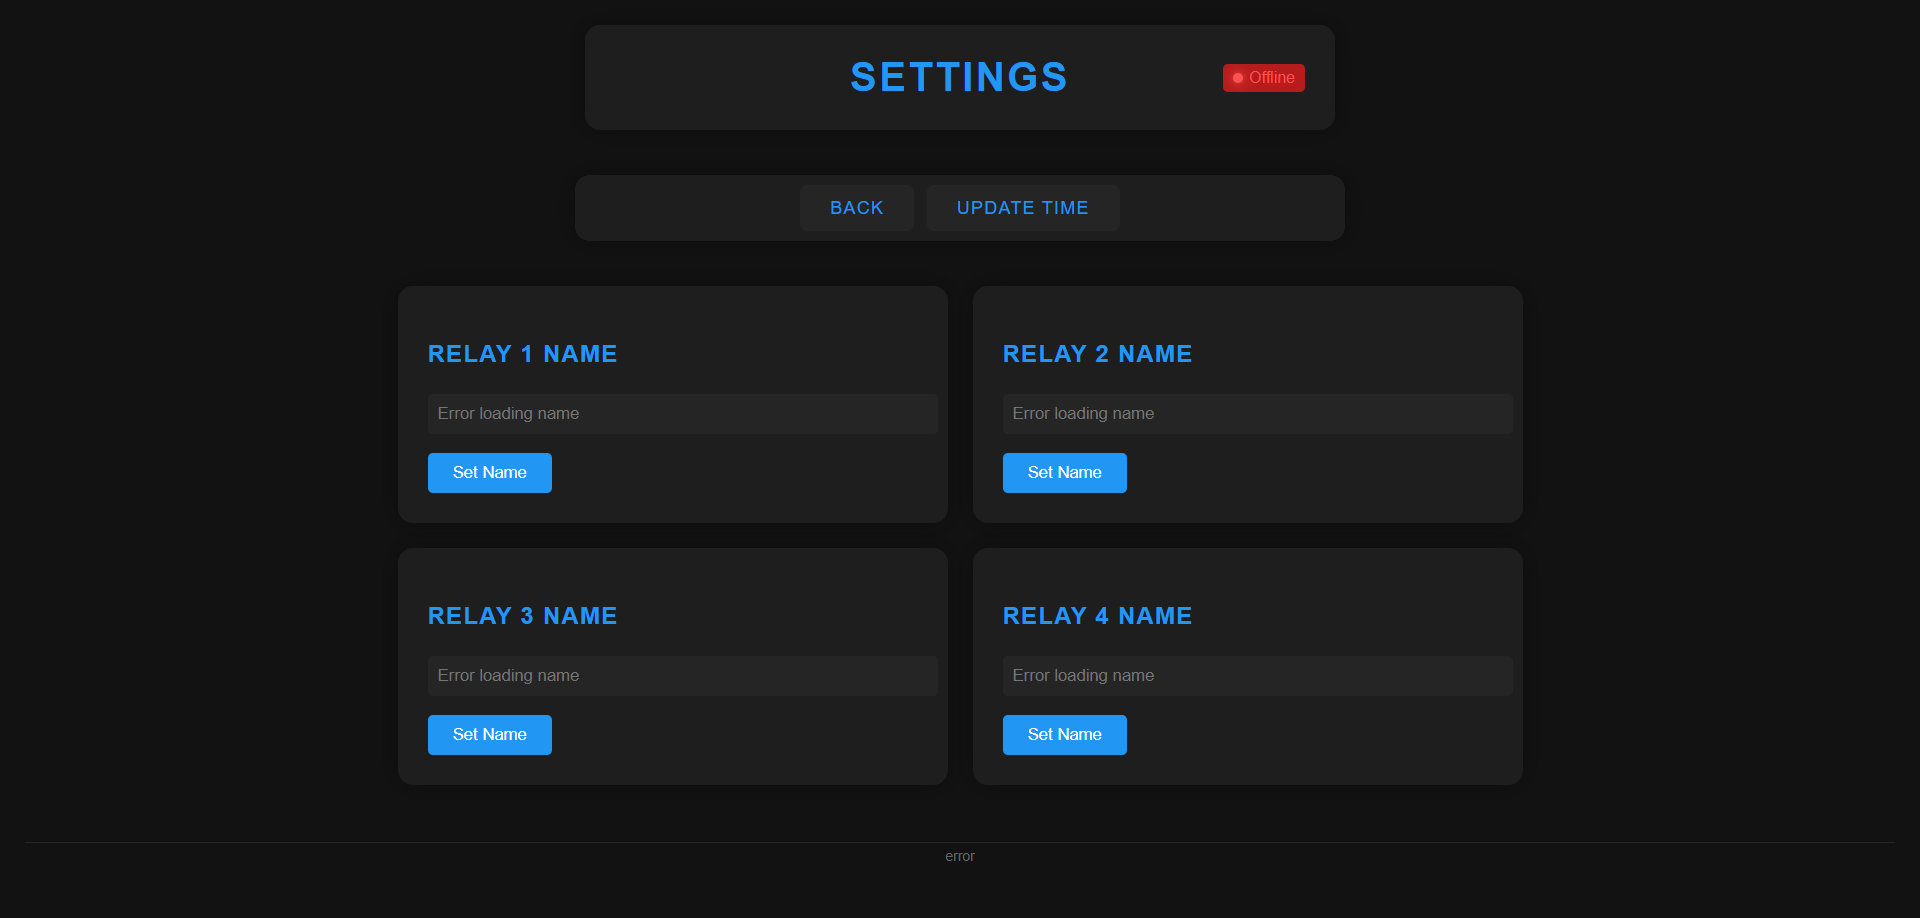 SETTINGS
Offline
BACK
UPDATE TIME
RELAY 1 NAME
Error loading name
Set Name
RELAY 2 NAME
Error loading name
Set Name
RELAY 3 NAME
Error loading name
Set Name
RELAY 4 NAME
Error loading name
Set Name
error